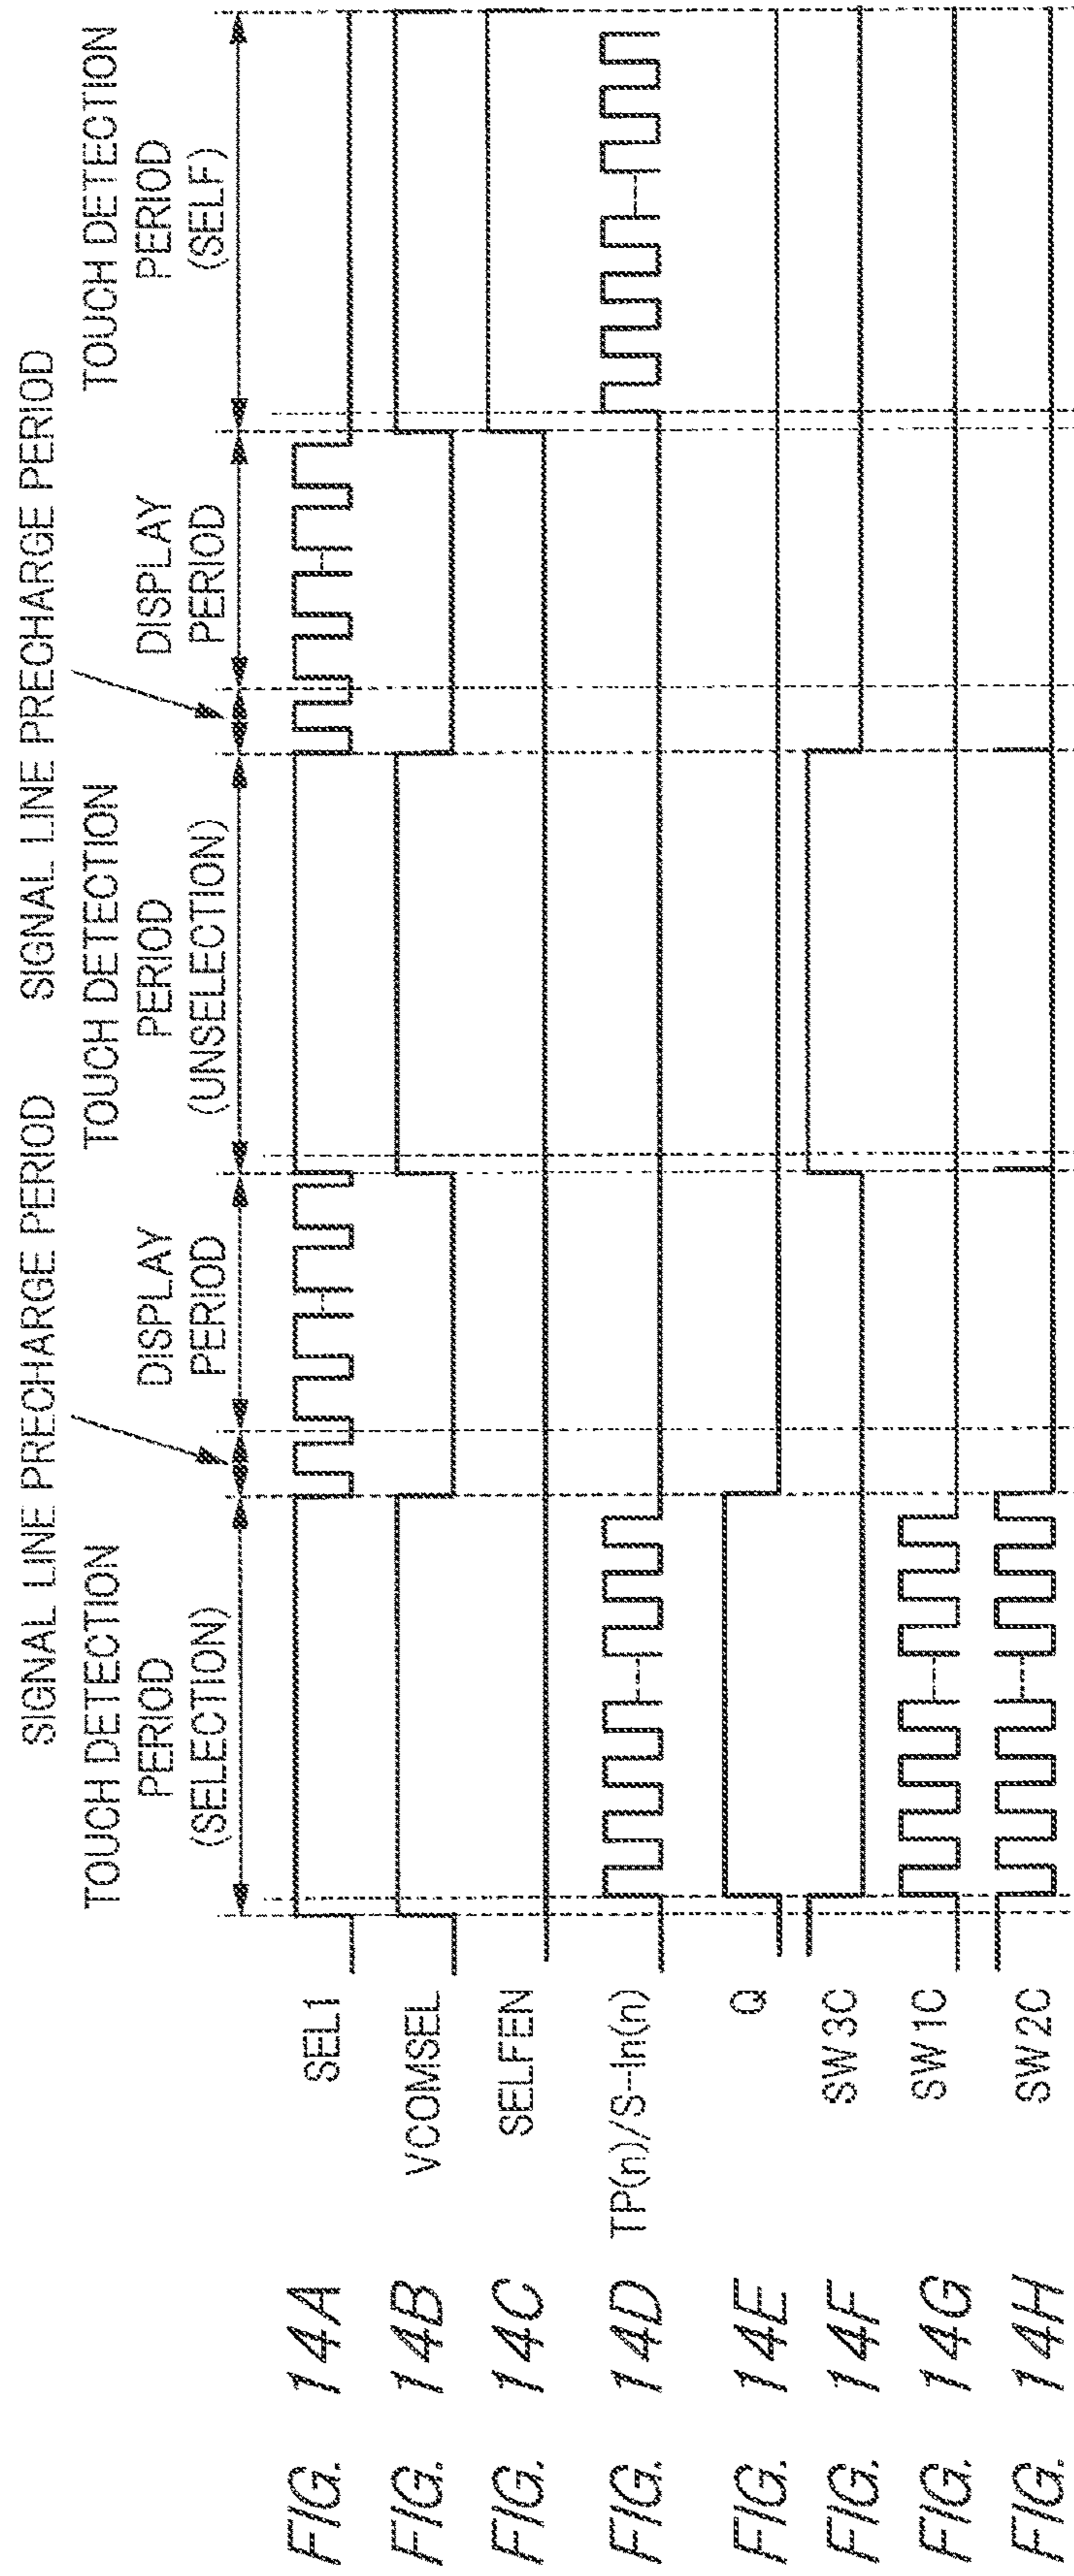 SIGNAL LINE PRECHARGE PERIOD
SIGNAL LINE PRECHARGE PERIOD
TOUCH DETECTION
PERIOD
(SELECTION)
DISPLAY
PERIOD
TOUCH DETECTION
PERIOD
(UNSELECTION)
DISPLAY
PERIOD
TOUCH DETECTION
PERIOD
(SELF)
FIG. 14A SEL1
FIG. 14B VCOMSEL
FIG. 14C SELFEN
FIG. 14D TP(n)/S-In(n)
FIG. 14E Q
FIG. 14F SW3C
FIG. 14G SW1C
FIG. 14H SW2C